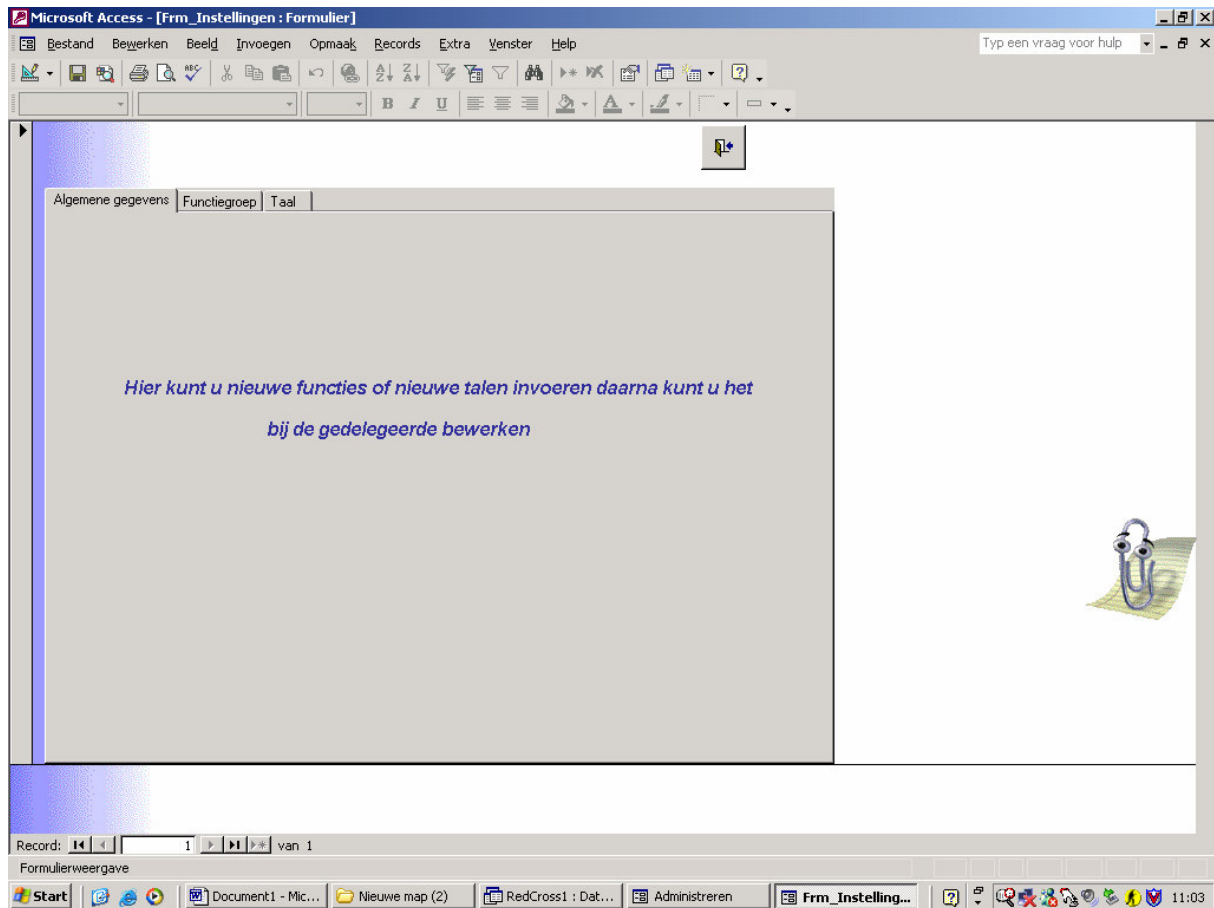 Microsoft Access - [Frm_Instellingen : Formulier]
Bestand Bewerken Beeld Invoegen Opmaak Records Extra Venster Help Typ een vraag voor hulp
B I U A
Algemene gegevens Functiegroep Taal
Hier kunt u nieuwe functies of nieuwe talen invoeren daarna kunt u het
bij de gedelegeerde bewerken
Record: 1 van 1
Formulierweergave
Start Document1 - Mic... Nieuwe map (2) RedCross1 : Dat... Administreren Frm_Instelling... 11:03